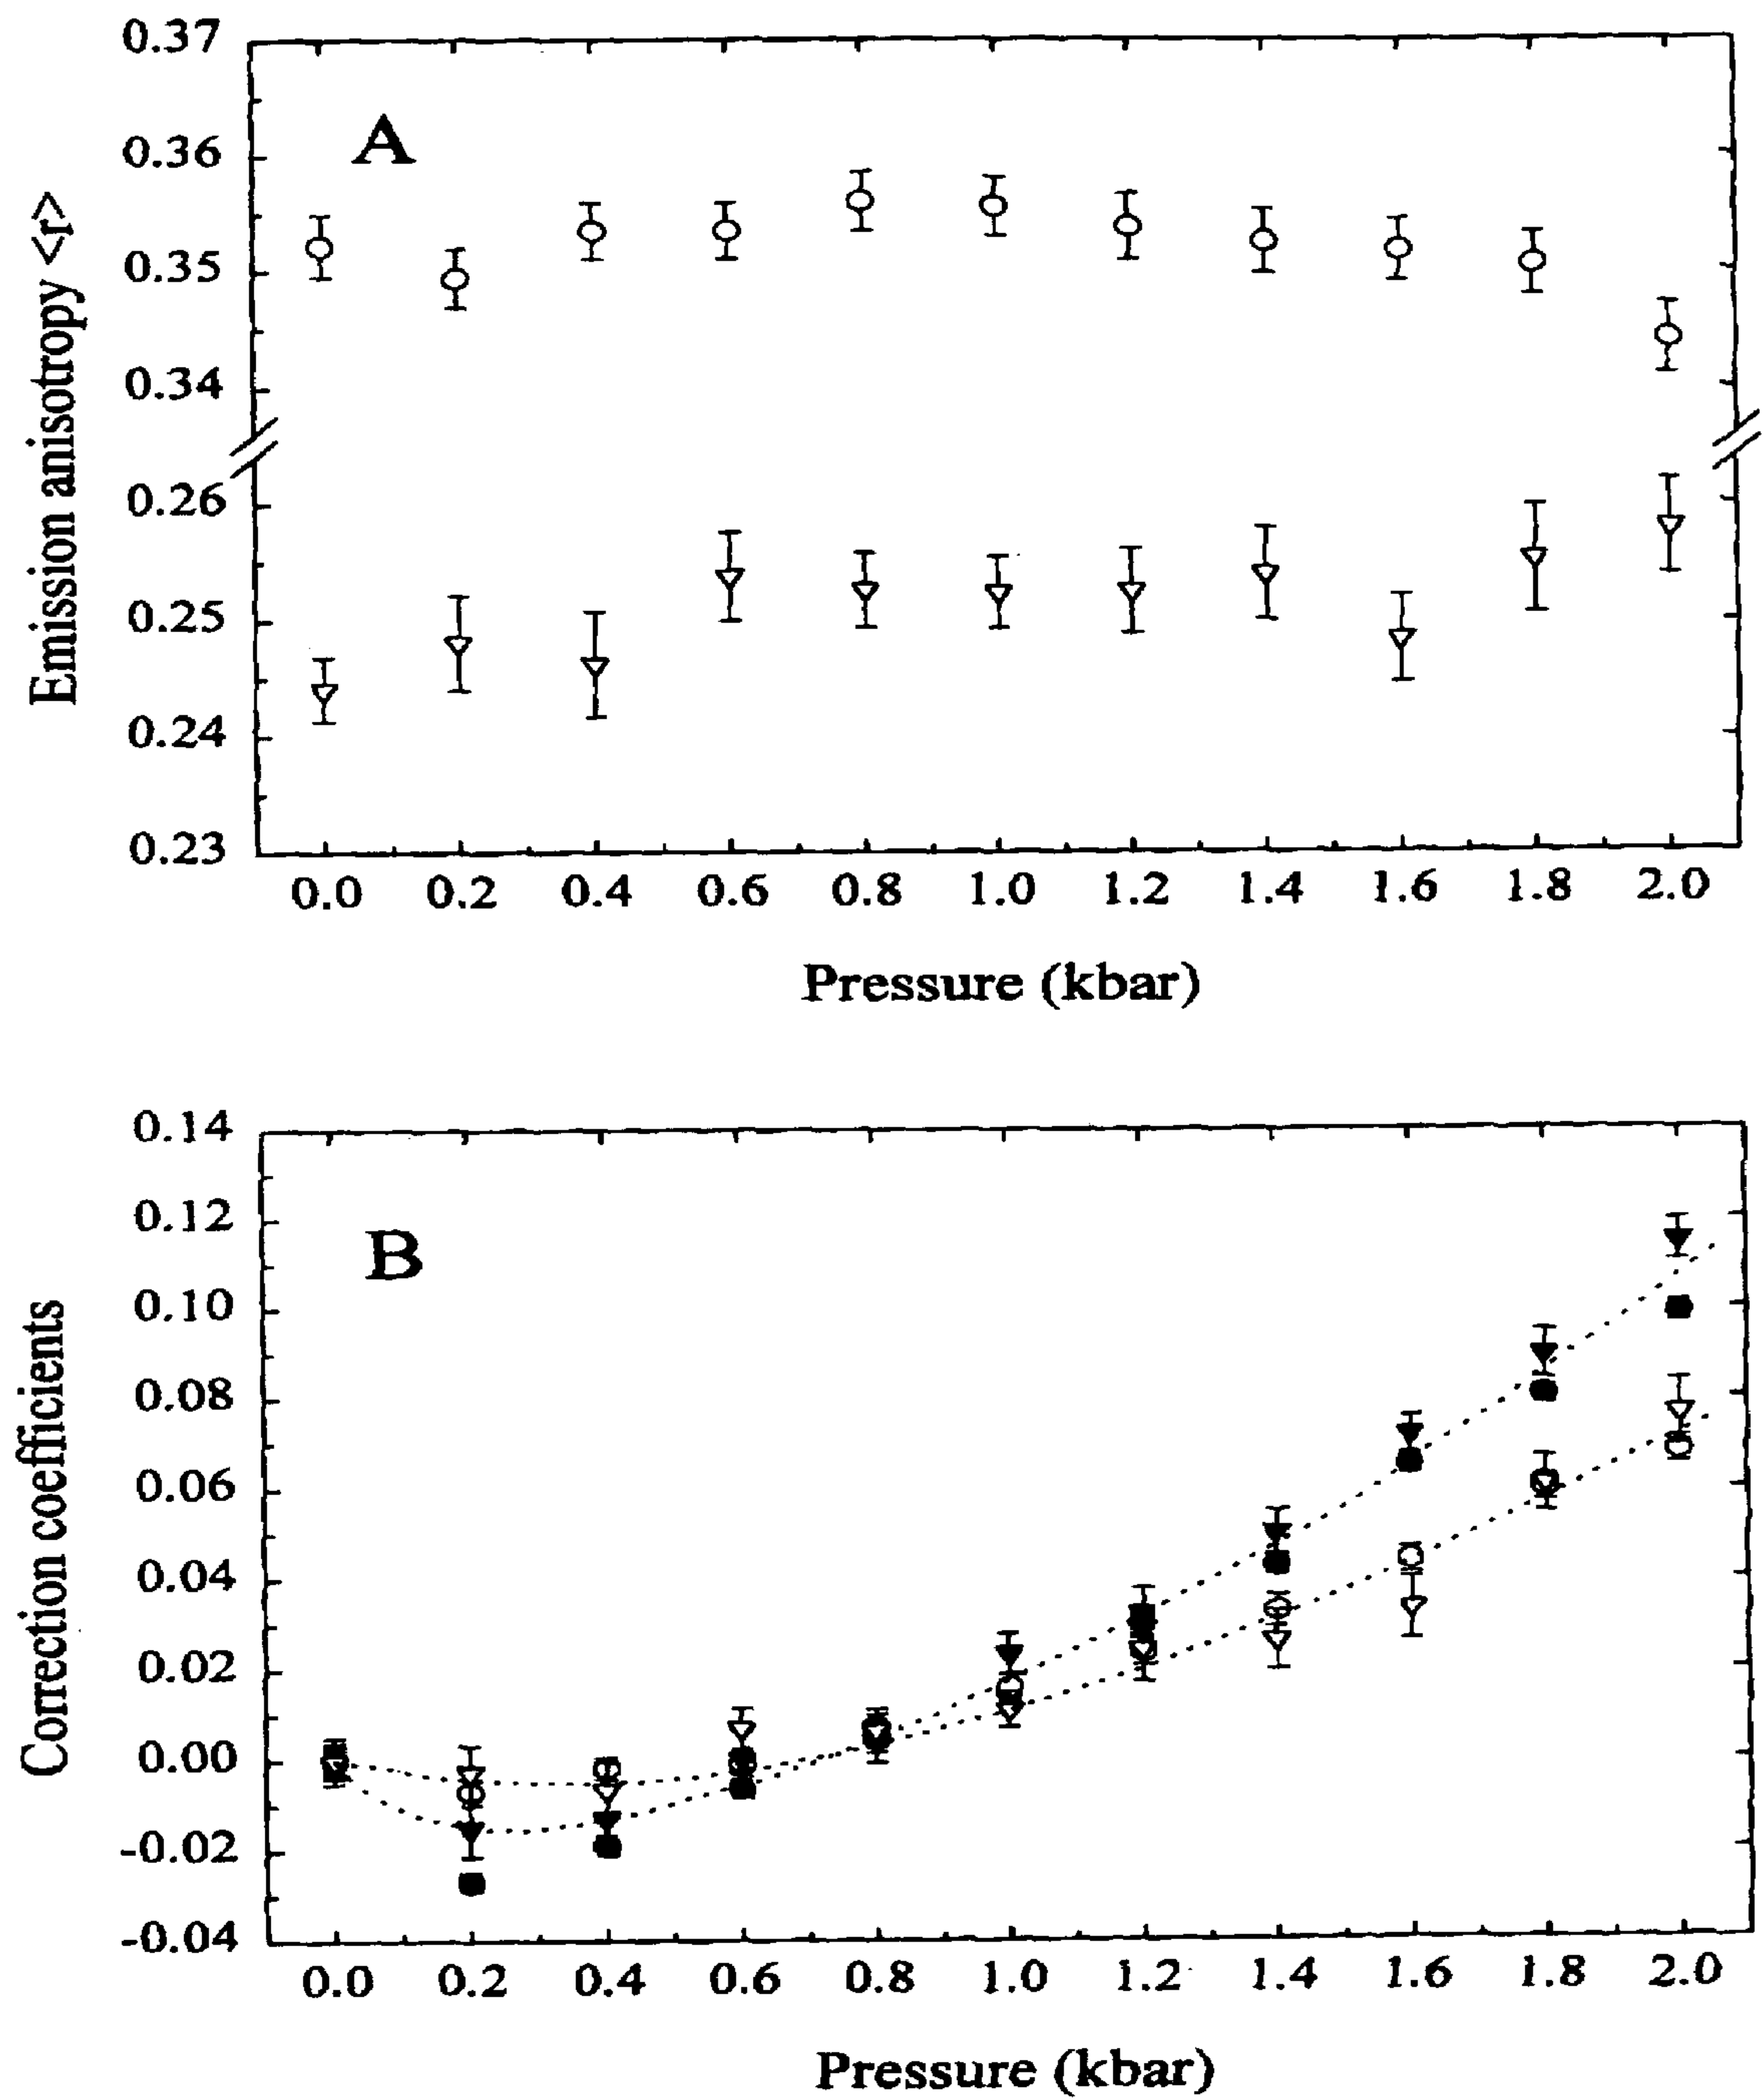 0.37
0.36
0.35
0.34
0.26
0.25
0.24
0.23
Emission anisotropy <r>
A
0.0 0.2 0.4 0.6 0.8 1.0 1.2 1.4 1.6 1.8 2.0
Pressure (kbar)
0.14
0.12
0.10
0.08
0.06
0.04
0.02
0.00
-0.02
-0.04
Correction coefficients
B
0.0 0.2 0.4 0.6 0.8 1.0 1.2 1.4 1.6 1.8 2.0
Pressure (kbar)